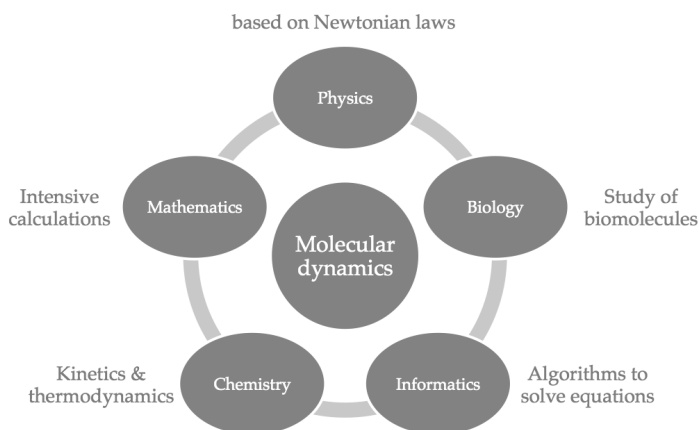 based on Newtonian laws
Physics
Intensive
calculations
Mathematics
Biology
Study of
biomolecules
Molecular
dynamics
Kinetics &
thermodynamics
Chemistry
Informatics
Algorithms to
solve equations